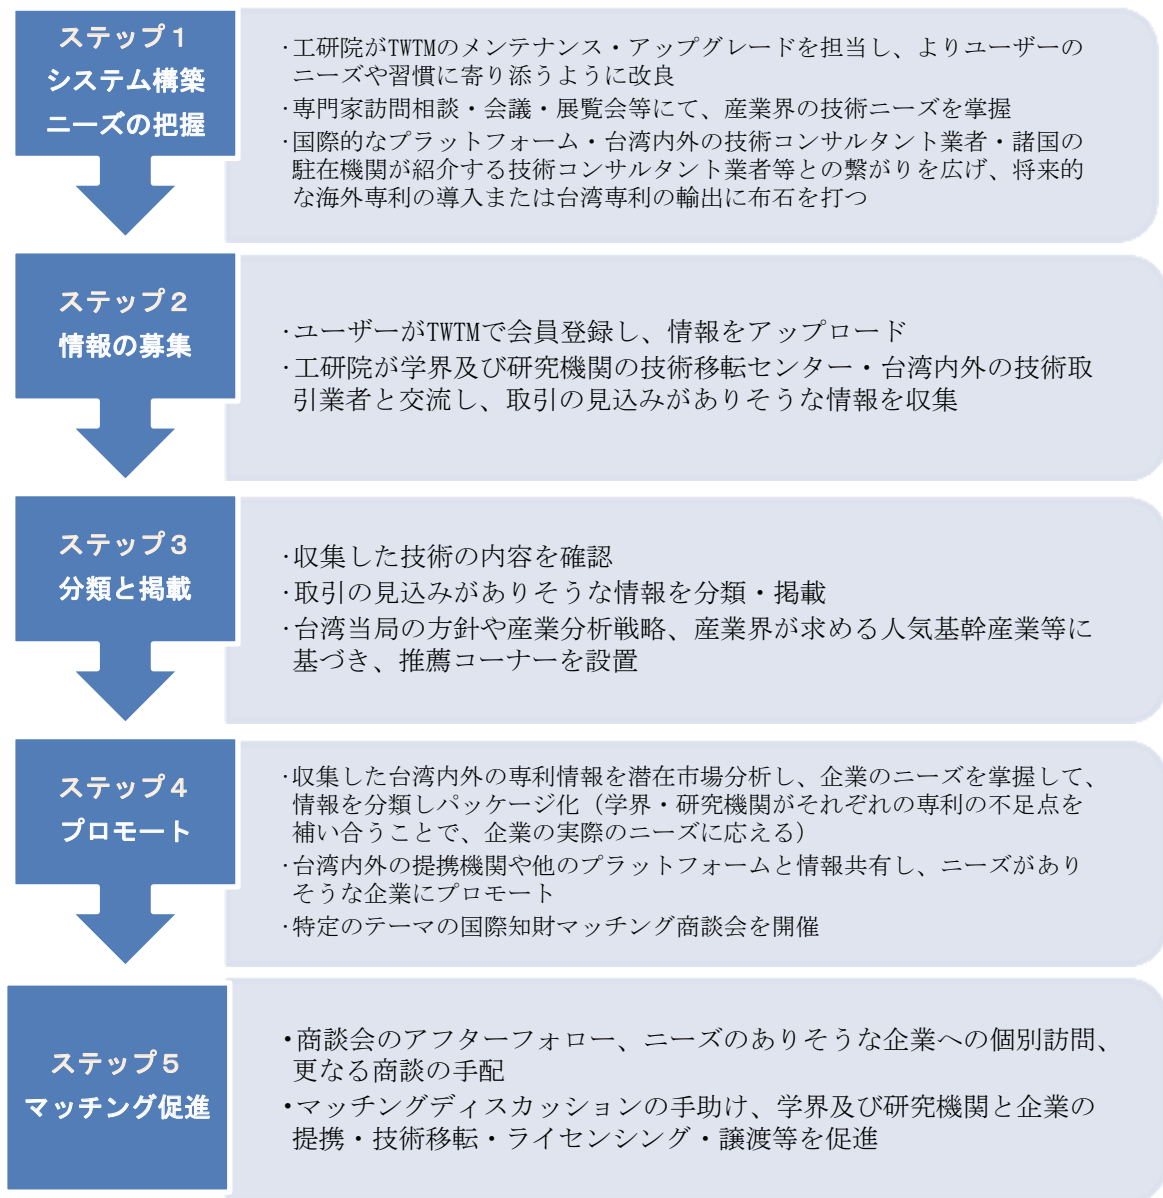 ステップ１
システム構築
ニーズの把握
・工研院がTWTMのメンテナンス・アップグレードを担当し、よりユーザーの
ニーズや習慣に寄り添うように改良
・専門家訪問相談・会議・展覧会等にて、産業界の技術ニーズを掌握
・国際的なプラットフォーム・台湾内外の技術コンサルタント業者・諸国の
駐在機関が紹介する技術コンサルタント業者等との繋がりを広げ、将来的
な海外専利の導入または台湾専利の輸出に布石を打つ
ステップ２
情報の募集
・ユーザーがTWTMで会員登録し、情報をアップロード
・工研院が学界及び研究機関の技術移転センター・台湾内外の技術取
引業者と交流し、取引の見込みがありそうな情報を収集
ステップ３
分類と掲載
・収集した技術の内容を確認
・取引の見込みがありそうな情報を分類・掲載
・台湾当局の方針や産業分析戦略、産業界が求める人気基幹産業等に
基づき、推薦コーナーを設置
ステップ４
プロモート
・収集した台湾内外の専利情報を潜在市場分析し、企業のニーズを掌握して、
情報を分類しパッケージ化（学界・研究機関がそれぞれの専利の不足点を
補い合うことで、企業の実際のニーズに応える）
・台湾内外の提携機関や他のプラットフォームと情報共有し、ニーズがあり
そうな企業にプロモート
・特定のテーマの国際知財マッチング商談会を開催
ステップ５
マッチング促進
・商談会のアフターフォロー、ニーズのありそうな企業への個別訪問、
更なる商談の手配
・マッチングディスカッションの手助け、学界及び研究機関と企業の
提携・技術移転・ライセンシング・譲渡等を促進